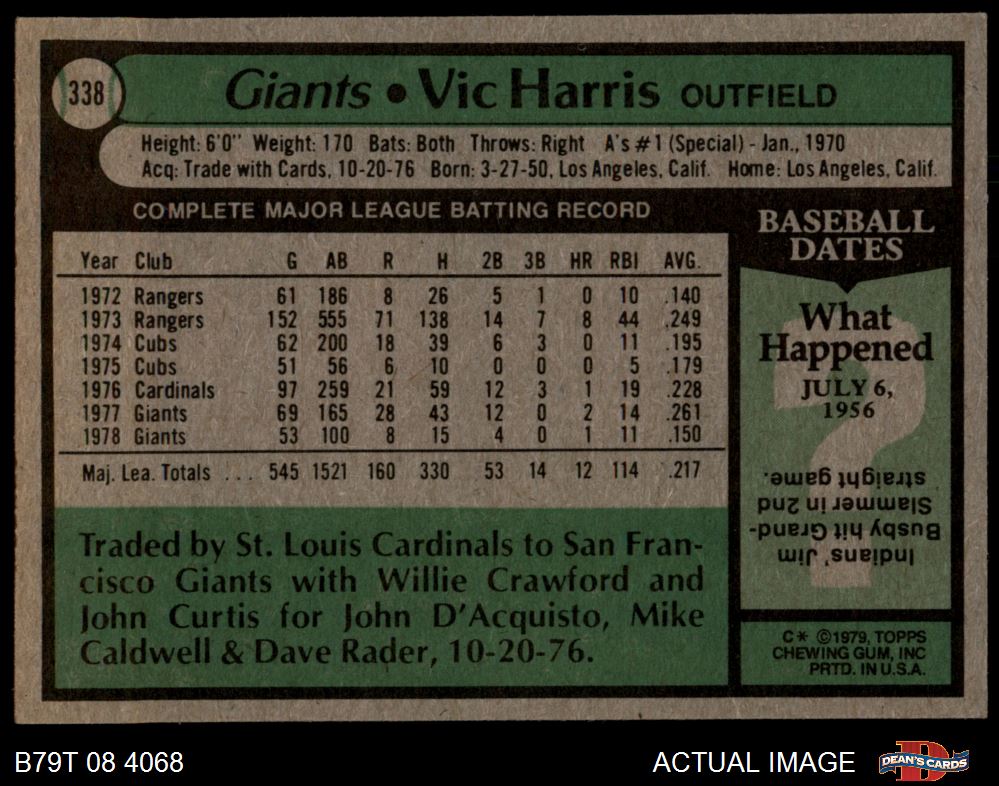 338
Giants • Vic Harris OUTFIELD
Height: 6'0" Weight: 170 Bats: Both Throws: Right A's #1 (Special) - Jan., 1970
Acq: Trade with Cards, 10-20-76 Born: 3-27-50, Los Angeles, Calif. Home: Los Angeles, Calif.
COMPLETE MAJOR LEAGUE BATTING RECORD
Year Club G AB R H 2B 3B HR RBI AVG.
1972 Rangers 61 186 8 26 5 1 0 10 .140
1973 Rangers 152 555 71 138 14 7 8 44 .249
1974 Cubs 62 200 18 39 6 3 0 11 .195
1975 Cubs 51 56 6 10 0 0 0 5 .179
1976 Cardinals 97 259 21 59 12 3 1 19 .228
1977 Giants 69 165 28 43 12 0 2 14 .261
1978 Giants 53 100 8 15 4 0 1 11 .150
Maj. Lea. Totals . . . 545 1521 160 330 53 14 12 114 .217
Traded by St. Louis Cardinals to San Fran-
cisco Giants with Willie Crawford and
John Curtis for John D'Acquisto, Mike
Caldwell & Dave Rader, 10-20-76.
BASEBALL
DATES
What
Happened
JULY 6,
1956
?
Indians' Jim
Busby hit Grand-
Slammer in 2nd
straight game.
C* ©1979, TOPPS
CHEWING GUM, INC
PRTD. IN U.S.A.
B79T 08 4068
ACTUAL IMAGE
D
DEAN'S CARDS